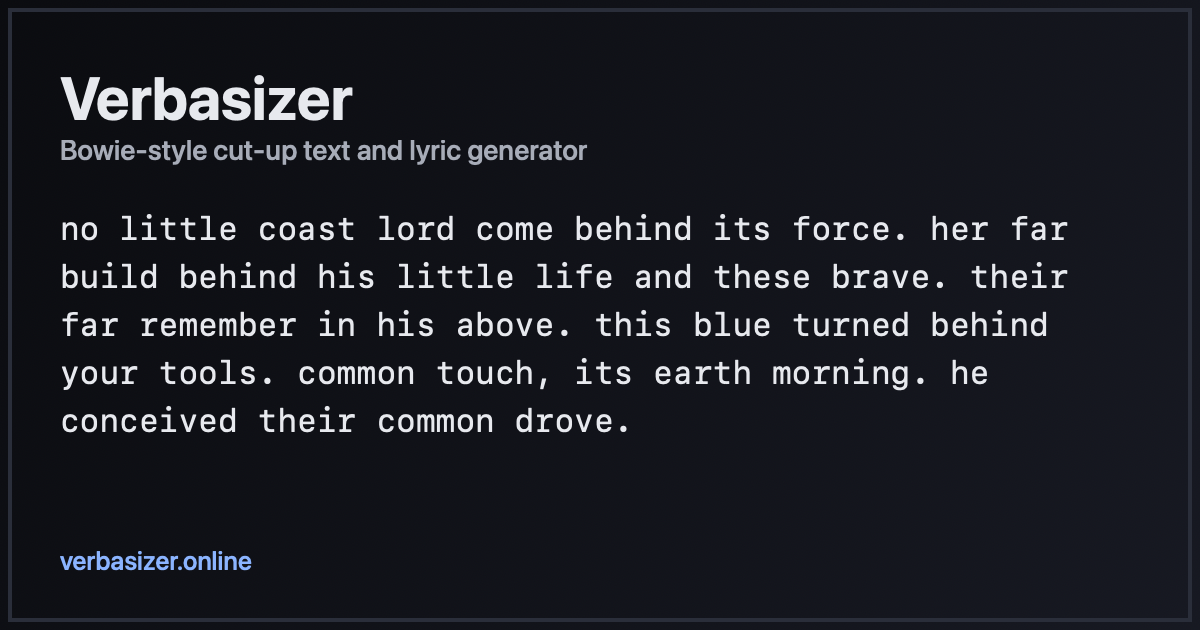 Verbasizer
Bowie-style cut-up text and lyric generator
no little coast lord come behind its force. her far
build behind his little life and these brave. their
far remember in his above. this blue turned behind
your tools. common touch, its earth morning. he
conceived their common drove.
verbasizer.online